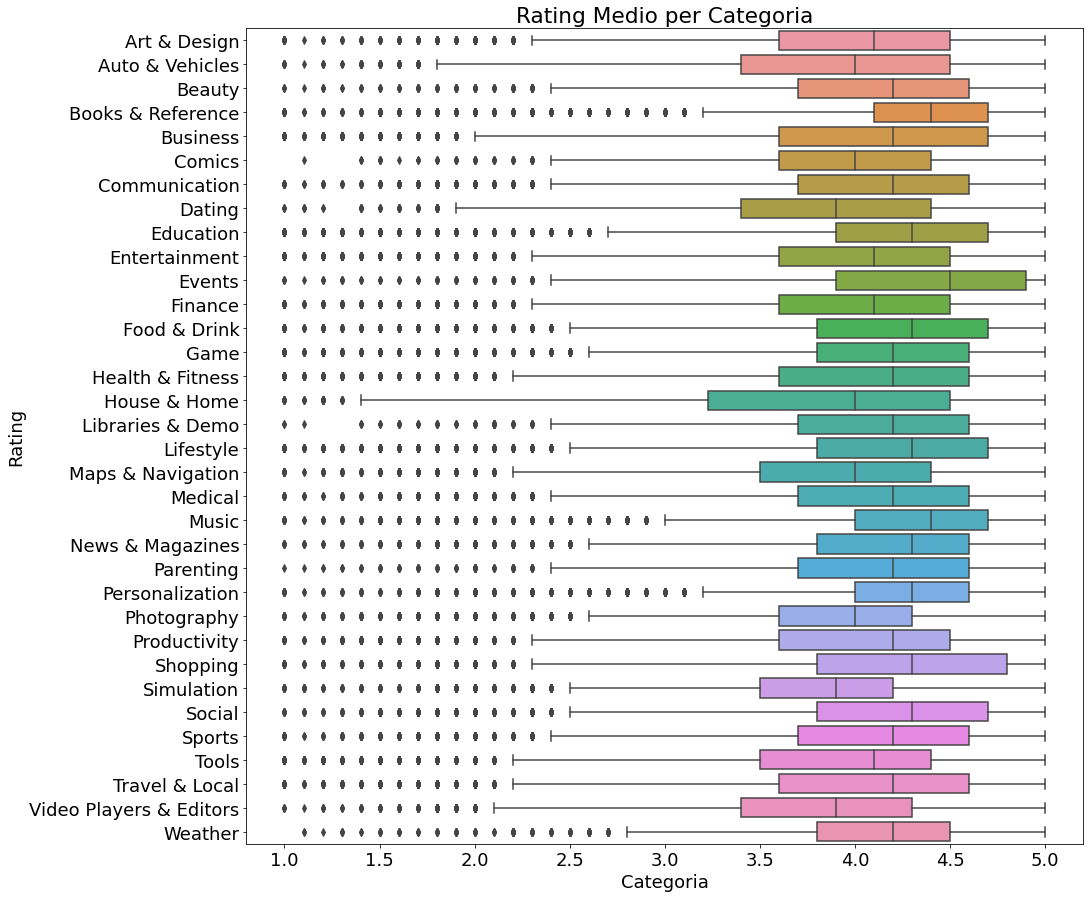 Rating Medio per Categoria
Art & Design
Auto & Vehicles
Beauty
Books & Reference
Business
Comics
Communication
Dating
Education
Entertainment
Events
Finance
Food & Drink
Game
Health & Fitness
House & Home
Libraries & Demo
Lifestyle
Maps & Navigation
Medical
Music
News & Magazines
Parenting
Personalization
Photography
Productivity
Shopping
Simulation
Social
Sports
Tools
Travel & Local
Video Players & Editors
Weather
Rating
1.0 1.5 2.0 2.5 3.0 3.5 4.0 4.5 5.0
Categoria